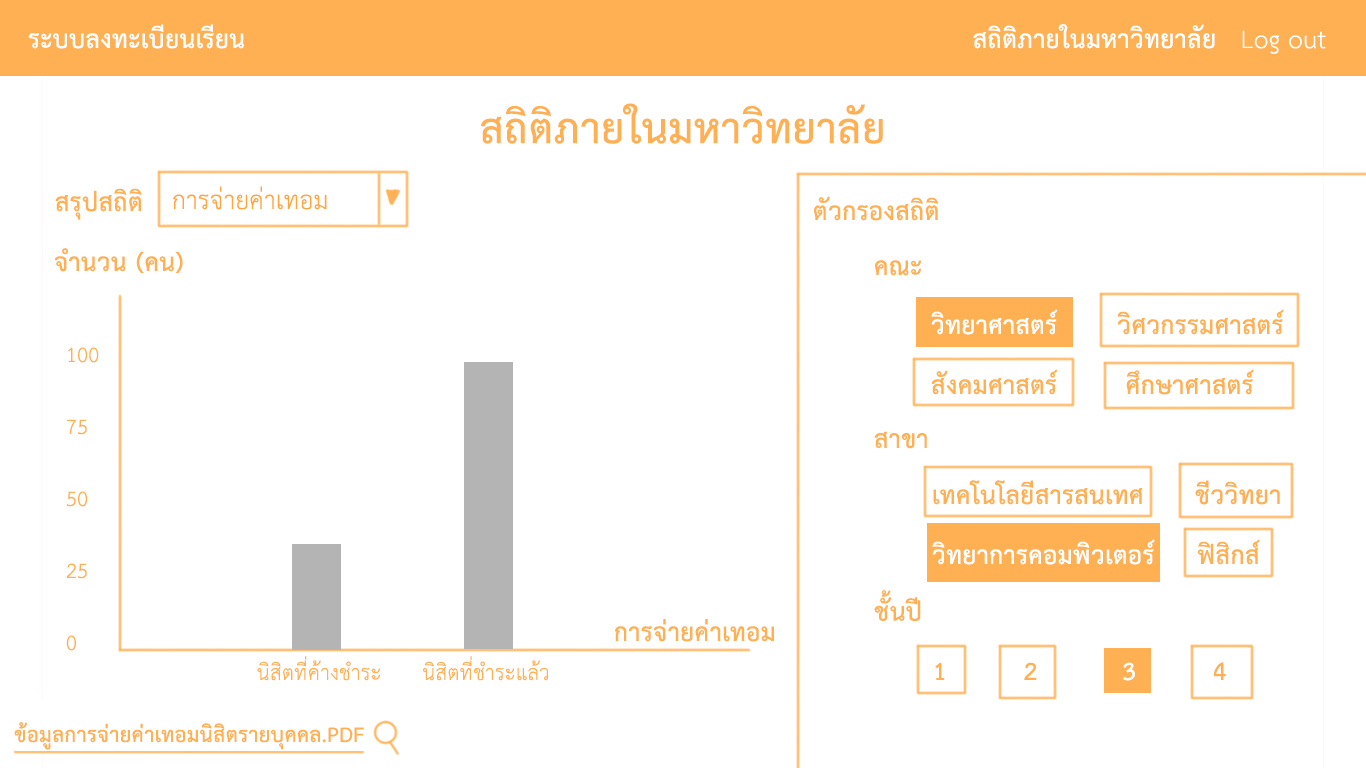 ระบบลงทะเบียนเรียน สถิติภายในมหาวิทยาลัย Log out
สถิติภายในมหาวิทยาลัย
สรุปสถิติ การจ่ายค่าเทอม
จำนวน (คน)
100
75
50
25
0
นิสิตที่ค้างชำระ นิสิตที่ชำระแล้ว
การจ่ายค่าเทอม
ข้อมูลการจ่ายค่าเทอมนิสิตรายบุคคล.PDF
ตัวกรองสถิติ
คณะ
วิทยาศาสตร์ วิศวกรรมศาสตร์
สังคมศาสตร์ ศึกษาศาสตร์
สาขา
เทคโนโลยีสารสนเทศ ชีววิทยา
วิทยาการคอมพิวเตอร์ ฟิสิกส์
ชั้นปี
1 2 3 4